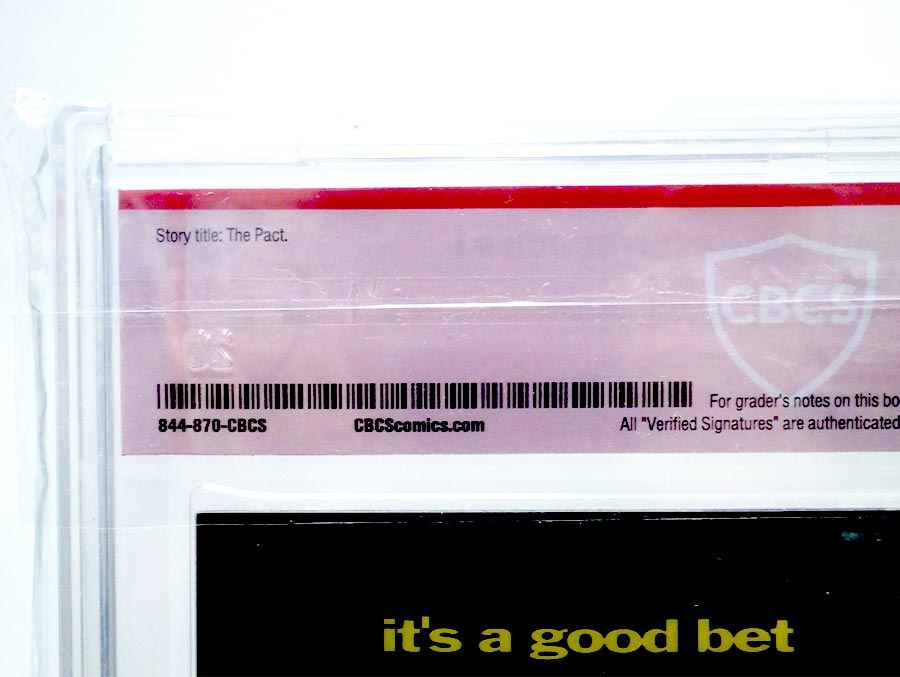 Story title: The Pact.
CBCS
844-870-CBCS CBCScomics.com
For grader's notes on this bo
All "Verified Signatures" are authenticated
it's a good bet